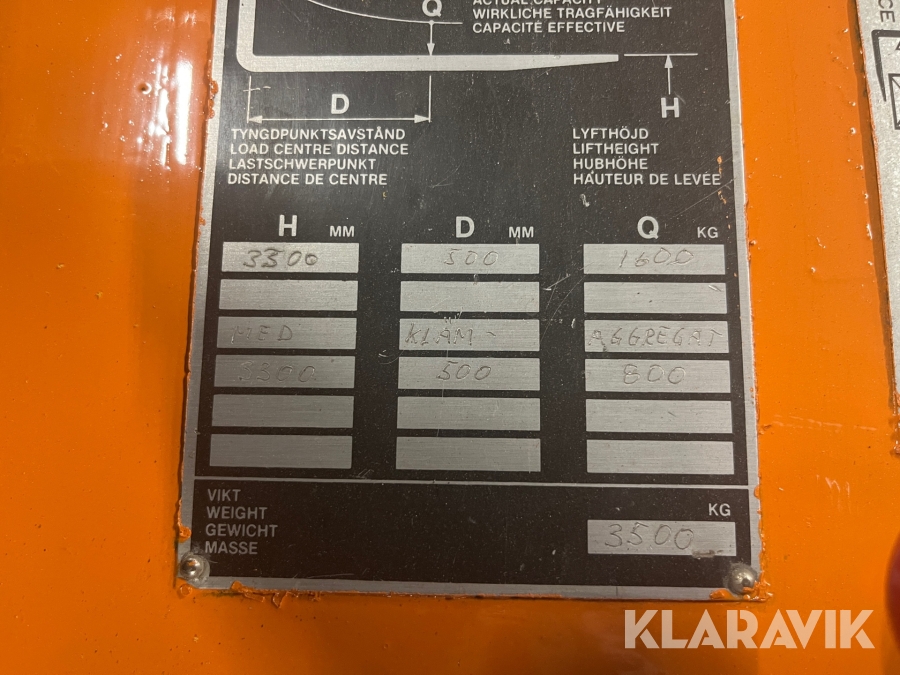 Q
ACTUAL CAPACITY
WIRKLICHE TRAGFÄHIGKEIT
CAPACITÉ EFFECTIVE
D
H
TYNGDPUNKTSAVSTÅND
LOAD CENTRE DISTANCE
LASTSCHWERPUNKT
DISTANCE DE CENTRE
LYFTHÖJD
LIFTHEIGHT
HUBHÖHE
HAUTEUR DE LEVÉE
H MM D MM Q KG
3300 500 1600
MED KLÄM- AGGREGAT
3300 500 800
VIKT
WEIGHT
GEWICHT
MASSE
KG
3500
KLARAVIK